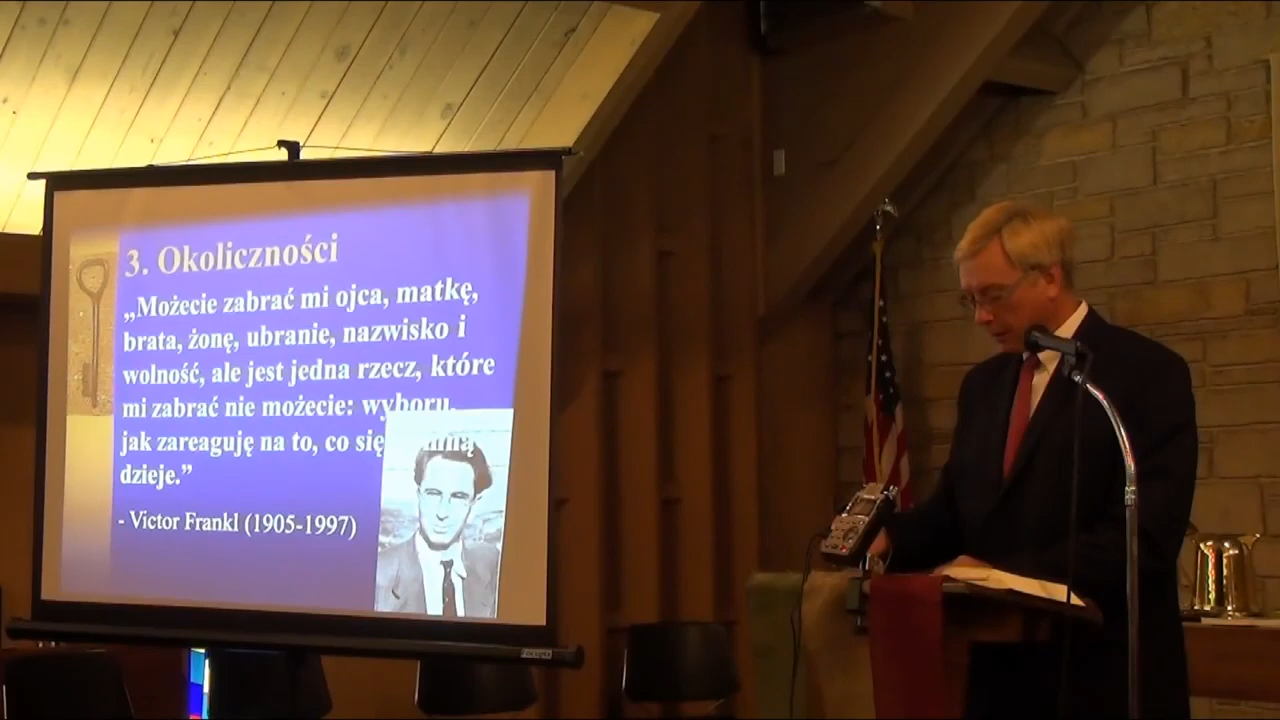 3. Okoliczności
„Możecie zabrać mi ojca, matkę,
brata, żonę, ubranie, nazwisko i
wolność, ale jest jedna rzecz, które
mi zabrać nie możecie: wyboru,
jak zareaguję na to, co się mną
dzieje.”
- Victor Frankl (1905-1997)